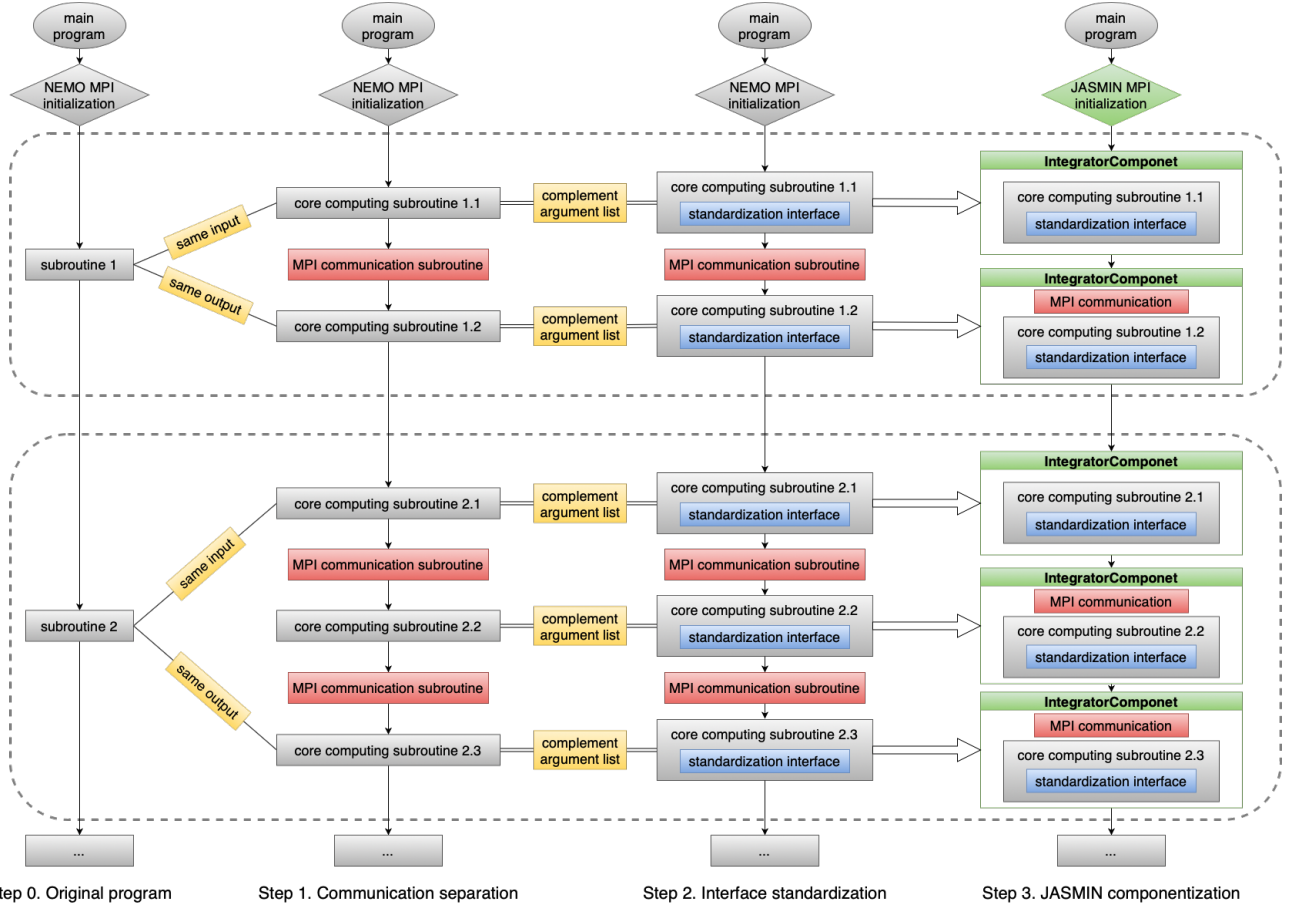 main
program
main
program
main
program
main
program
NEMO MPI
initialization
NEMO MPI
initialization
NEMO MPI
initialization
JASMIN MPI
initialization
subroutine 1
same input
same output
core computing subroutine 1.1
MPI communication subroutine
core computing subroutine 1.2
complement
argument list
complement
argument list
core computing subroutine 1.1
standardization interface
MPI communication subroutine
core computing subroutine 1.2
standardization interface
IntegratorComponet
core computing subroutine 1.1
standardization interface
IntegratorComponet
MPI communication
core computing subroutine 1.2
standardization interface
subroutine 2
same input
same output
core computing subroutine 2.1
MPI communication subroutine
core computing subroutine 2.2
MPI communication subroutine
core computing subroutine 2.3
complement
argument list
complement
argument list
complement
argument list
core computing subroutine 2.1
standardization interface
MPI communication subroutine
core computing subroutine 2.2
standardization interface
MPI communication subroutine
core computing subroutine 2.3
standardization interface
IntegratorComponet
core computing subroutine 2.1
standardization interface
IntegratorComponet
MPI communication
core computing subroutine 2.2
standardization interface
IntegratorComponet
MPI communication
core computing subroutine 2.3
standardization interface
...
...
...
...
tep 0. Original program
Step 1. Communication separation
Step 2. Interface standardization
Step 3. JASMIN componentization